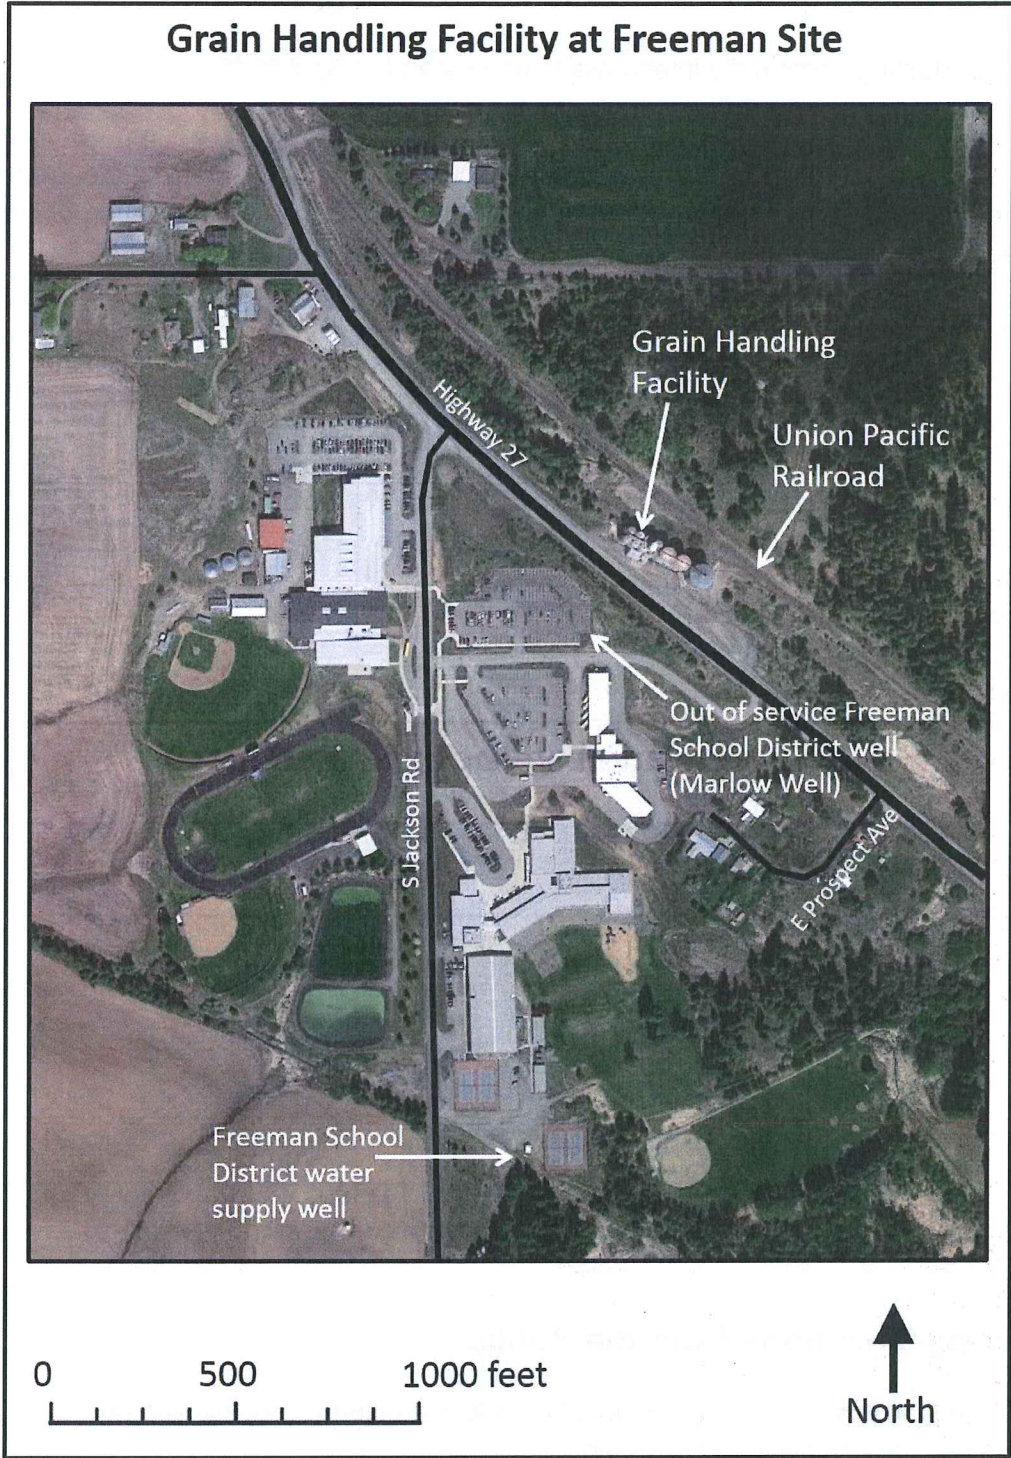 Grain Handling Facility at Freeman Site
Grain Handling
Facility
Highway 27
Union Pacific
Railroad
Out of service Freeman
School District well
(Marlow Well)
S Jackson Rd
E Prospect Ave
Freeman School
District water
supply well
0 500 1000 feet
North